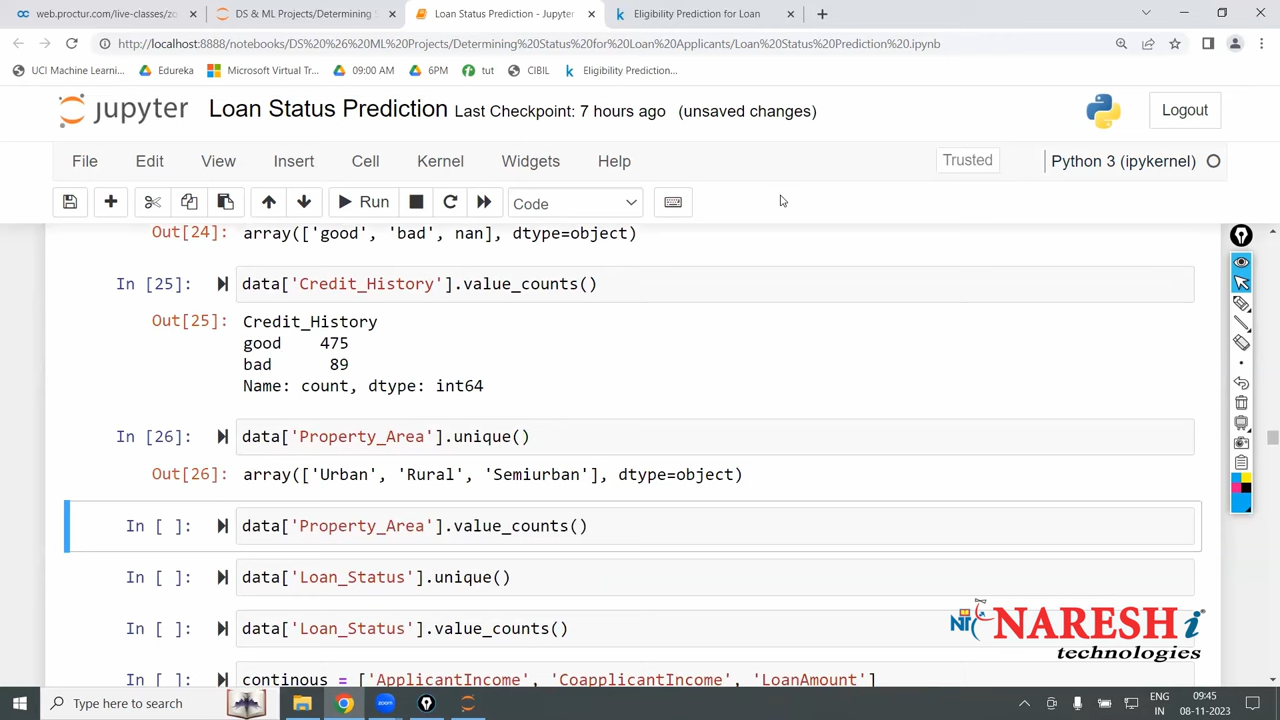 web.proctur.com/live-classes/zo
DS & ML Projects/Determining S
Loan Status Prediction - Jupyter
Eligibility Prediction for Loan
http://localhost:8888/notebooks/DS%20%26%20ML%20Projects/Determining%20Status%20for%20Loan%20Applicants/Loan%20Status%20Prediction%20.ipynb
UCI Machine Learni...
Edureka
Microsoft Virtual Tr...
09:00 AM
6PM
tut
CIBIL
Eligibility Prediction...
jupyter Loan Status Prediction Last Checkpoint: 7 hours ago (unsaved changes)
Logout
File Edit View Insert Cell Kernel Widgets Help
Trusted
Python 3 (ipykernel)
Run
Code
Out[24]: array(['good', 'bad', nan], dtype=object)
In [25]: data['Credit_History'].value_counts()
Out[25]: Credit_History
good 475
bad 89
Name: count, dtype: int64
In [26]: data['Property_Area'].unique()
Out[26]: array(['Urban', 'Rural', 'Semiurban'], dtype=object)
In [ ]: data['Property_Area'].value_counts()
In [ ]: data['Loan_Status'].unique()
In [ ]: data['Loan_Status'].value_counts()
NARESH i
technologies
continous = ['ApplicantIncome', 'CoapplicantIncome', 'LoanAmount']
Type here to search
zoom
ENG
IN
09:45
08-11-2023